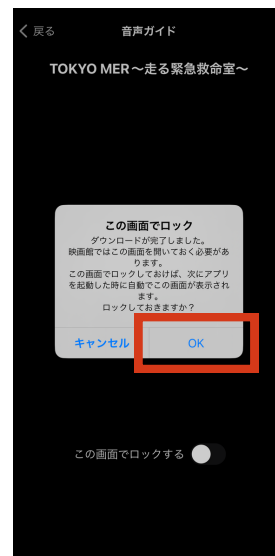 戻る 音声ガイド
TOKYO MER～走る緊急救命室～
この画面でロック
ダウンロードが完了しました。
映画館ではこの画面を開いておく必要があ
ります。
この画面でロックしておけば、次にアプリ
を起動した時に自動でこの画面が表示され
ます。
ロックしておきますか？
キャンセル OK
この画面でロックする